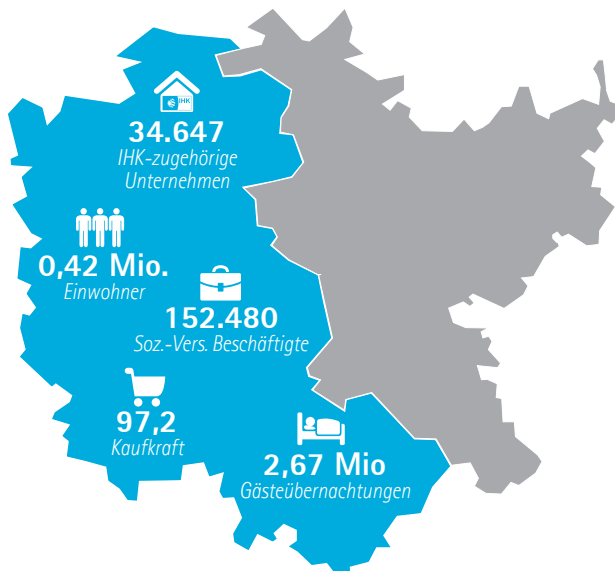 IHK
34.647
IHK-zugehörige
Unternehmen
0,42 Mio.
Einwohner
152.480
Soz.-Vers. Beschäftigte
97,2
Kaufkraft
2,67 Mio
Gästeübernachtungen